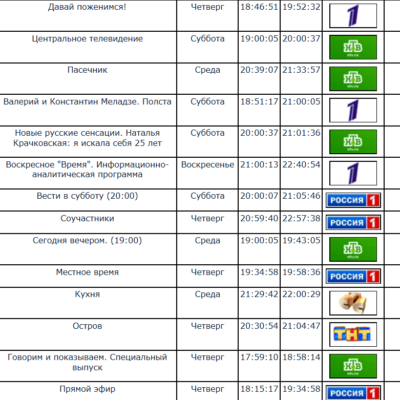 Давай поженимся! Четверг 18:46:51 19:52:32 1
Центральное телевидение Суббота 19:00:05 20:00:37 НТВ
Пасечник Среда 20:39:07 21:33:57 НТВ
Валерий и Константин Меладзе. Полста Суббота 18:51:17 21:00:05 1
Новые русские сенсации. Наталья
Крачковская: я искала себя 25 лет Суббота 20:00:37 21:01:36 НТВ
Воскресное "Время". Информационно-
аналитическая программа Воскресенье 21:00:13 22:40:54 1
Вести в субботу (20:00) Суббота 20:00:07 21:05:46 РОССИЯ 1
Соучастники Четверг 20:59:40 22:57:38 РОССИЯ 1
Сегодня вечером. (19:00) Среда 19:00:05 19:43:05 НТВ
Местное время Четверг 19:34:58 19:58:36 РОССИЯ 1
Кухня Среда 21:29:42 22:00:29
Остров Четверг 20:30:54 21:04:47 ТНТ
Говорим и показываем. Специальный
выпуск Четверг 17:59:10 18:58:14 НТВ
Прямой эфир Четверг 18:15:17 19:34:58 РОССИЯ 1